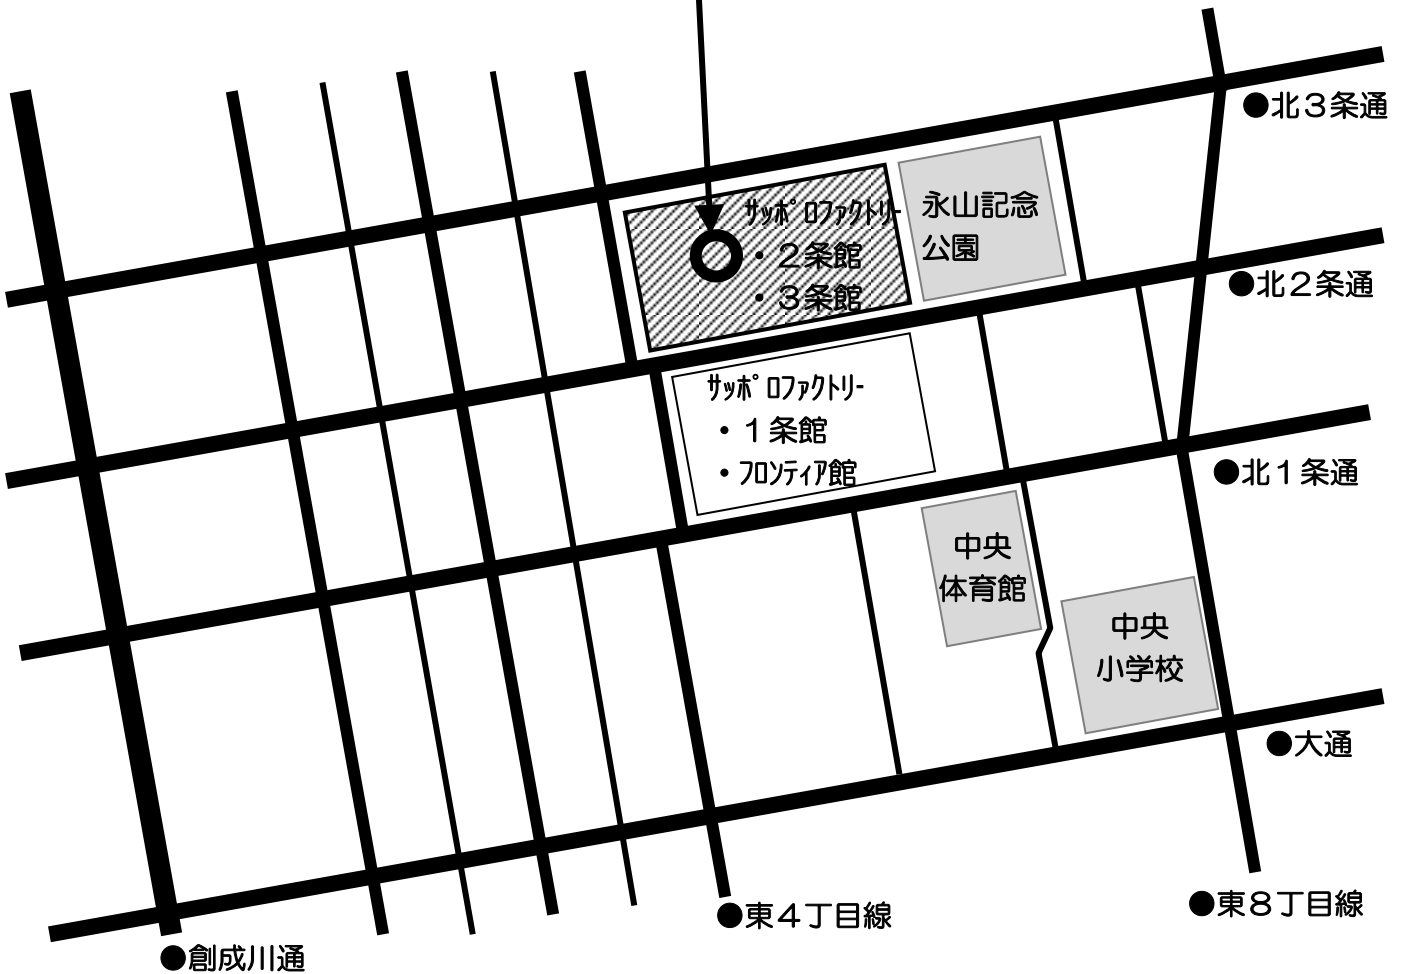 ●北３条通
ｻｯﾎﾟﾛﾌｧｸﾄﾘｰ
・２条館
・３条館
永山記念
公園
●北２条通
ｻｯﾎﾟﾛﾌｧｸﾄﾘｰ
・１条館
・ﾌﾛﾝﾃｨｱ館
●北１条通
中央
体育館
中央
小学校
●大通
●東８丁目線
●東４丁目線
●創成川通